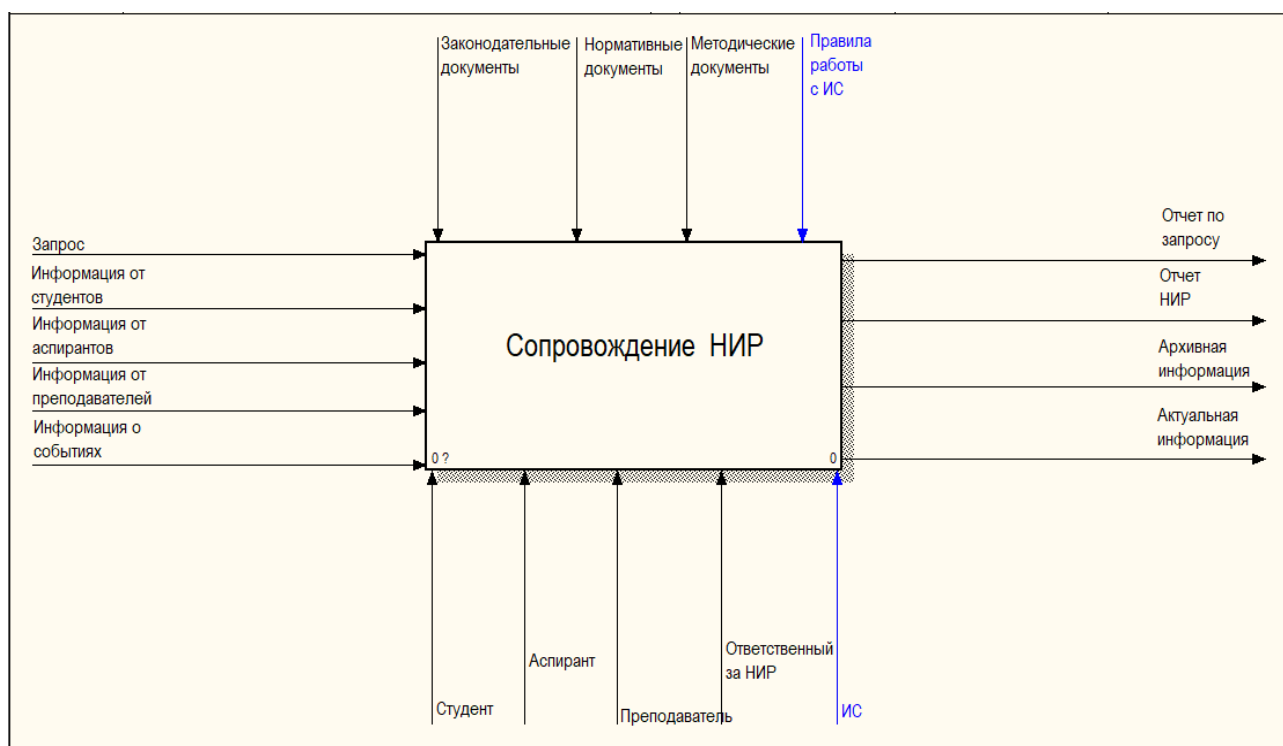 Законодательные
документы
Нормативные
документы
Методические
документы
Правила
работы
с ИС
Запрос
Информация от
студентов
Информация от
аспирантов
Информация от
преподавателей
Информация о
событиях
Сопровождение НИР
0 ?
0
Отчет по
запросу
Отчет
НИР
Архивная
информация
Актуальная
информация
Студент
Аспирант
Преподаватель
Ответственный
за НИР
ИС